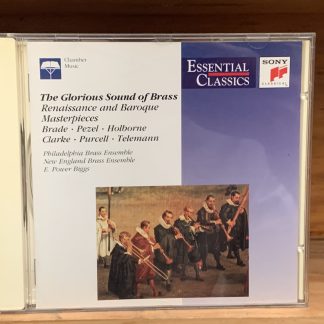 Chamber
Music
ESSENTIAL
CLASSICS
SONY
CLASSICAL
The Glorious Sound of Brass
Renaissance and Baroque
Masterpieces
Brade · Pezel · Holborne
Clarke · Purcell · Telemann
Philadelphia Brass Ensemble
New England Brass Ensemble
E. Power Biggs